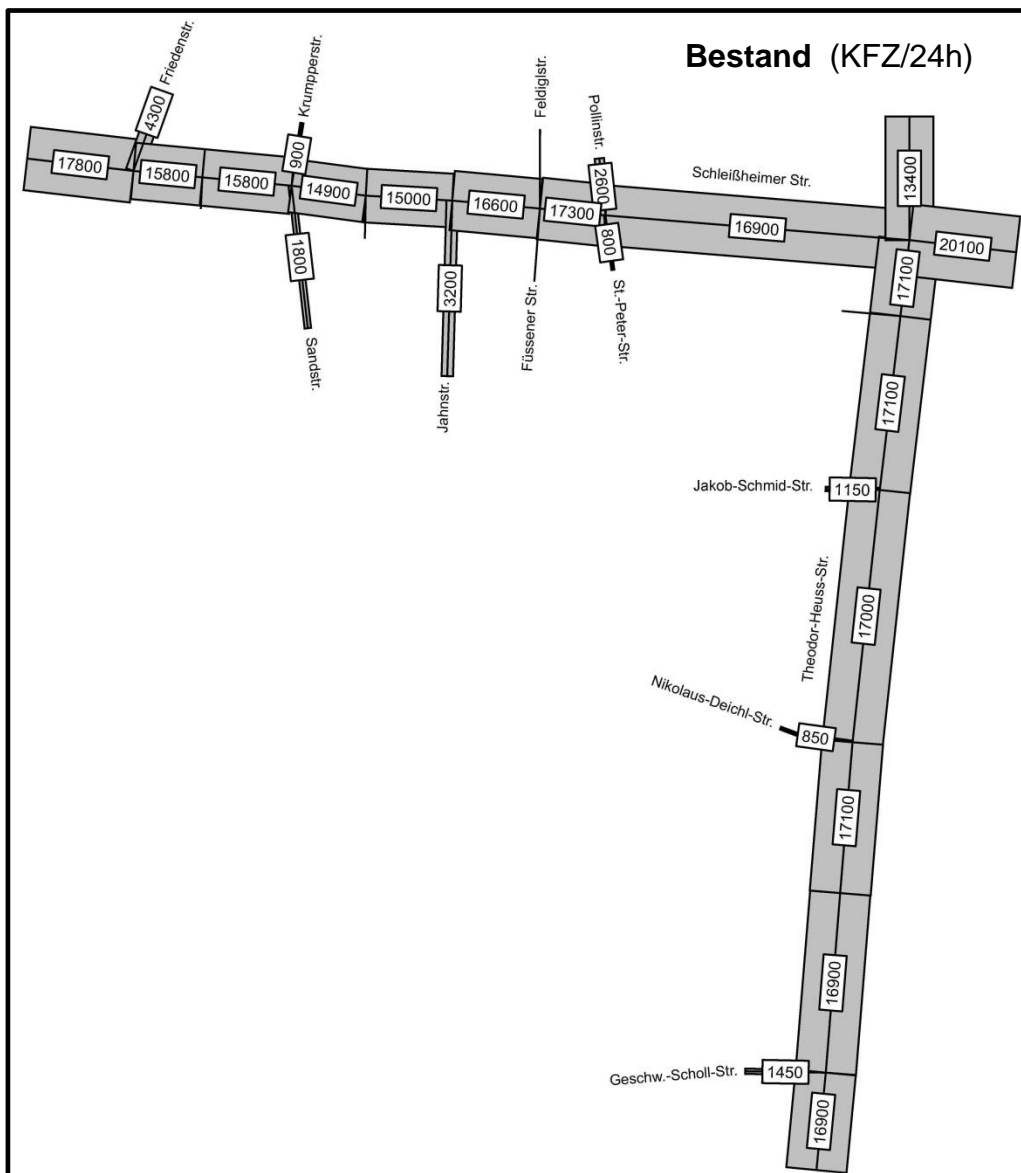 Bestand (KFZ/24h)
Friedenstr.
4300
Krumpperstr.
900
Feldiglstr.
Pollinstr.
2600
Schleißheimer Str.
13400
17800
15800
15800
14900
15000
16600
17300
16900
20100
1800
Sandstr.
3200
Jahnstr.
Füssener Str.
800
St.-Peter-Str.
17100
17100
Jakob-Schmid-Str.
1150
Theodor-Heuss-Str.
17000
Nikolaus-Deichl-Str.
850
17100
16900
Geschw.-Scholl-Str.
1450
16900